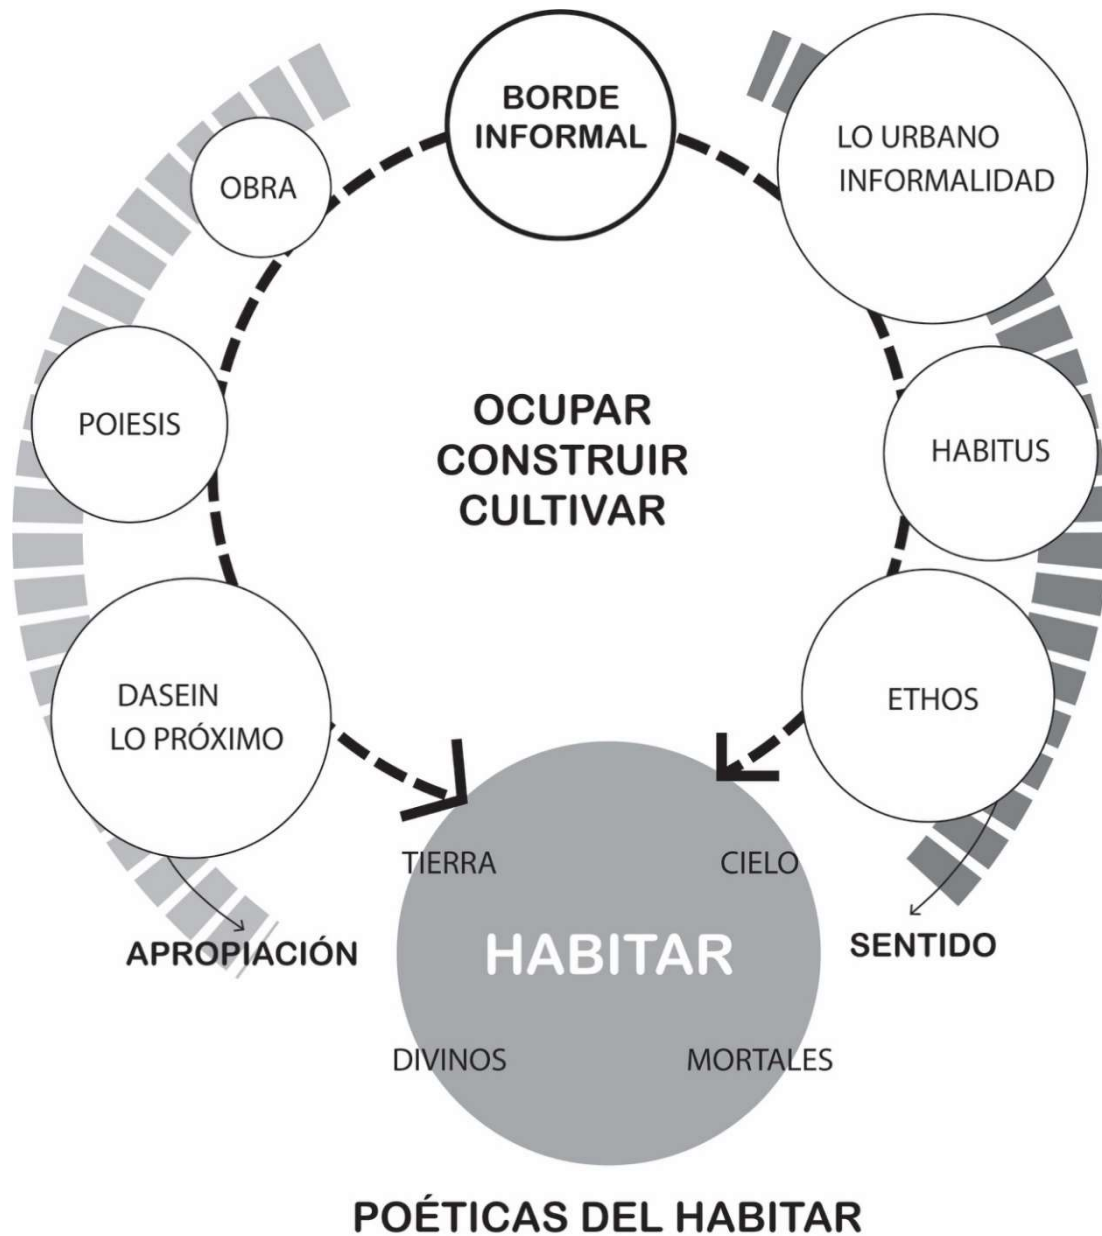 BORDE
INFORMAL
LO URBANO
INFORMALIDAD
OBRA
POIESIS
OCUPAR
CONSTRUIR
CULTIVAR
HABITUS
DASEIN
LO PRÓXIMO
ETHOS
TIERRA
CIELO
APROPIACIÓN
HABITAR
SENTIDO
DIVINOS
MORTALES
POÉTICAS DEL HABITAR